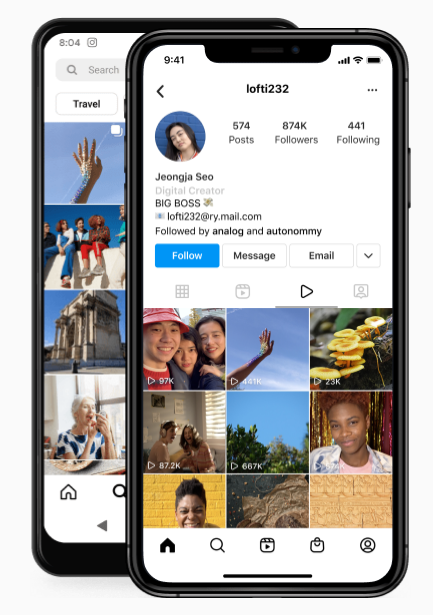 8:04
Search
Travel
9:41
lofti232
574 874K 441
Posts Followers Following
Jeongja Seo
Digital Creator
BIG BOSS
lofti232@ry.mail.com
Followed by analog and autonommy
Follow Message Email
97K 441K 23K
87.2K 667K